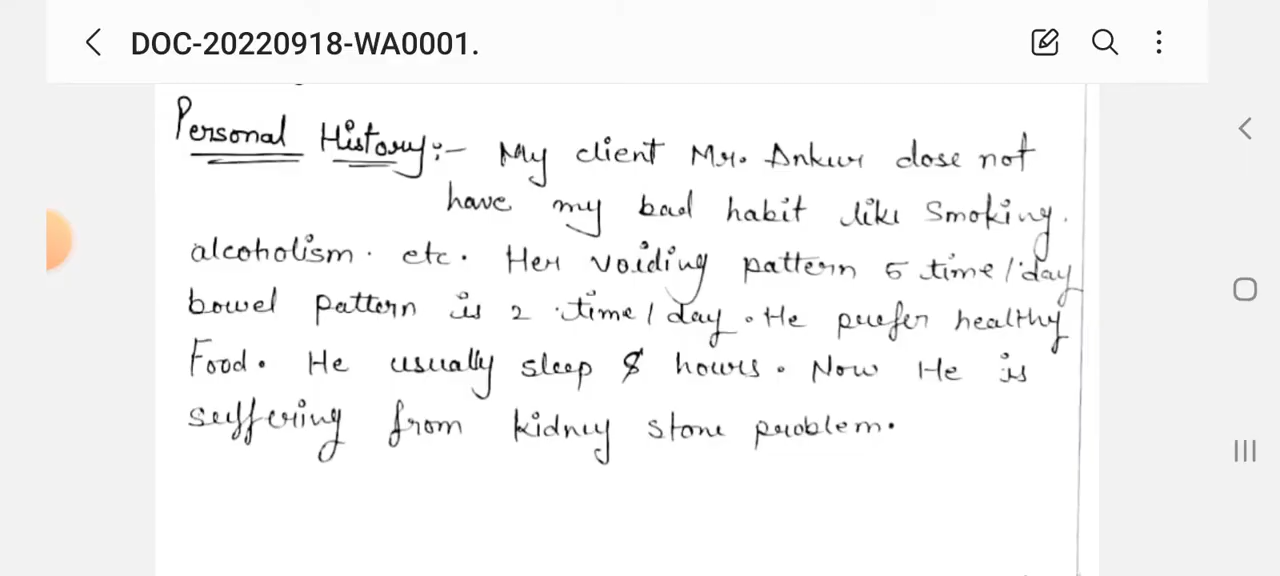 DOC-20220918-WA0001.
Personal History:- My client Mr. Ankur dose not
have my bad habit like smoking.
alcoholism. etc. Her voiding pattern 5 time/day
bowel pattern is 2 time/day. He prefer healthy
Food. He usually sleep 8 hours. Now He is
suffering from kidney stone problem.